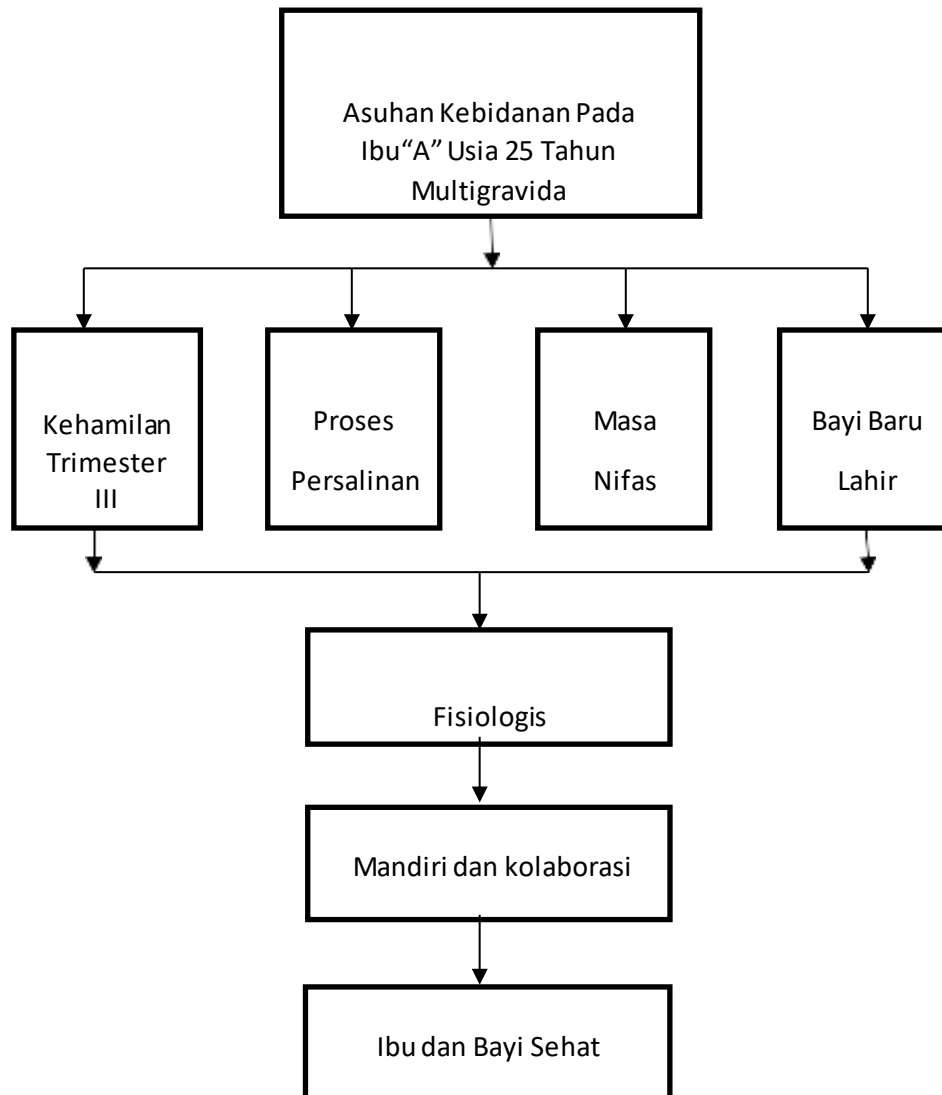 Asuhan Kebidanan Pada
Ibu“A” Usia 25 Tahun
Multigravida
Kehamilan
Trimester
III
Proses
Persalinan
Masa
Nifas
Bayi Baru
Lahir
Fisiologis
Mandiri dan kolaborasi
Ibu dan Bayi Sehat